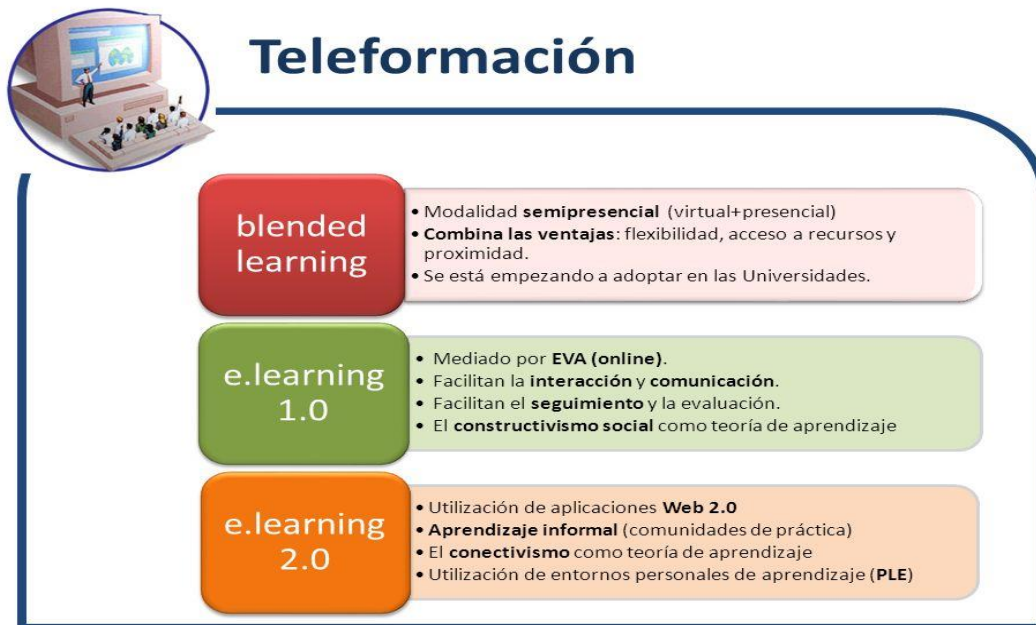 Teleformación
blended
learning
• Modalidad semipresencial (virtual+presencial)
• Combina las ventajas: flexibilidad, acceso a recursos y
proximidad.
• Se está empezando a adoptar en las Universidades.
e.learning
1.0
• Mediado por EVA (online).
• Facilitan la interacción y comunicación.
• Facilitan el seguimiento y la evaluación.
• El constructivismo social como teoría de aprendizaje
e.learning
2.0
• Utilización de aplicaciones Web 2.0
• Aprendizaje informal (comunidades de práctica)
• El conectivismo como teoría de aprendizaje
• Utilización de entornos personales de aprendizaje (PLE)